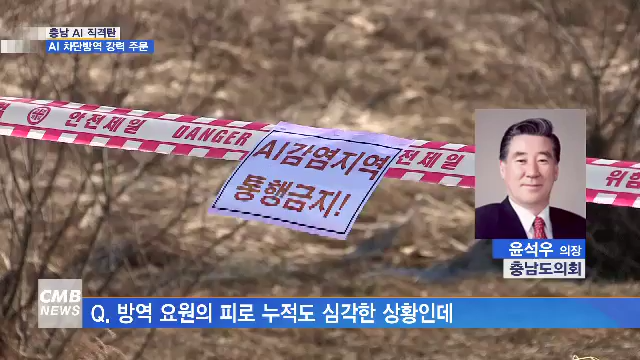 충남 AI 직격탄
AI 차단방역 강력 주문
안전제일 DANGER
전제일
위험
AI감염지역
통행금지!
윤석우 의장
충남도의회
CMB
NEWS
Q. 방역 요원의 피로 누적도 심각한 상황인데